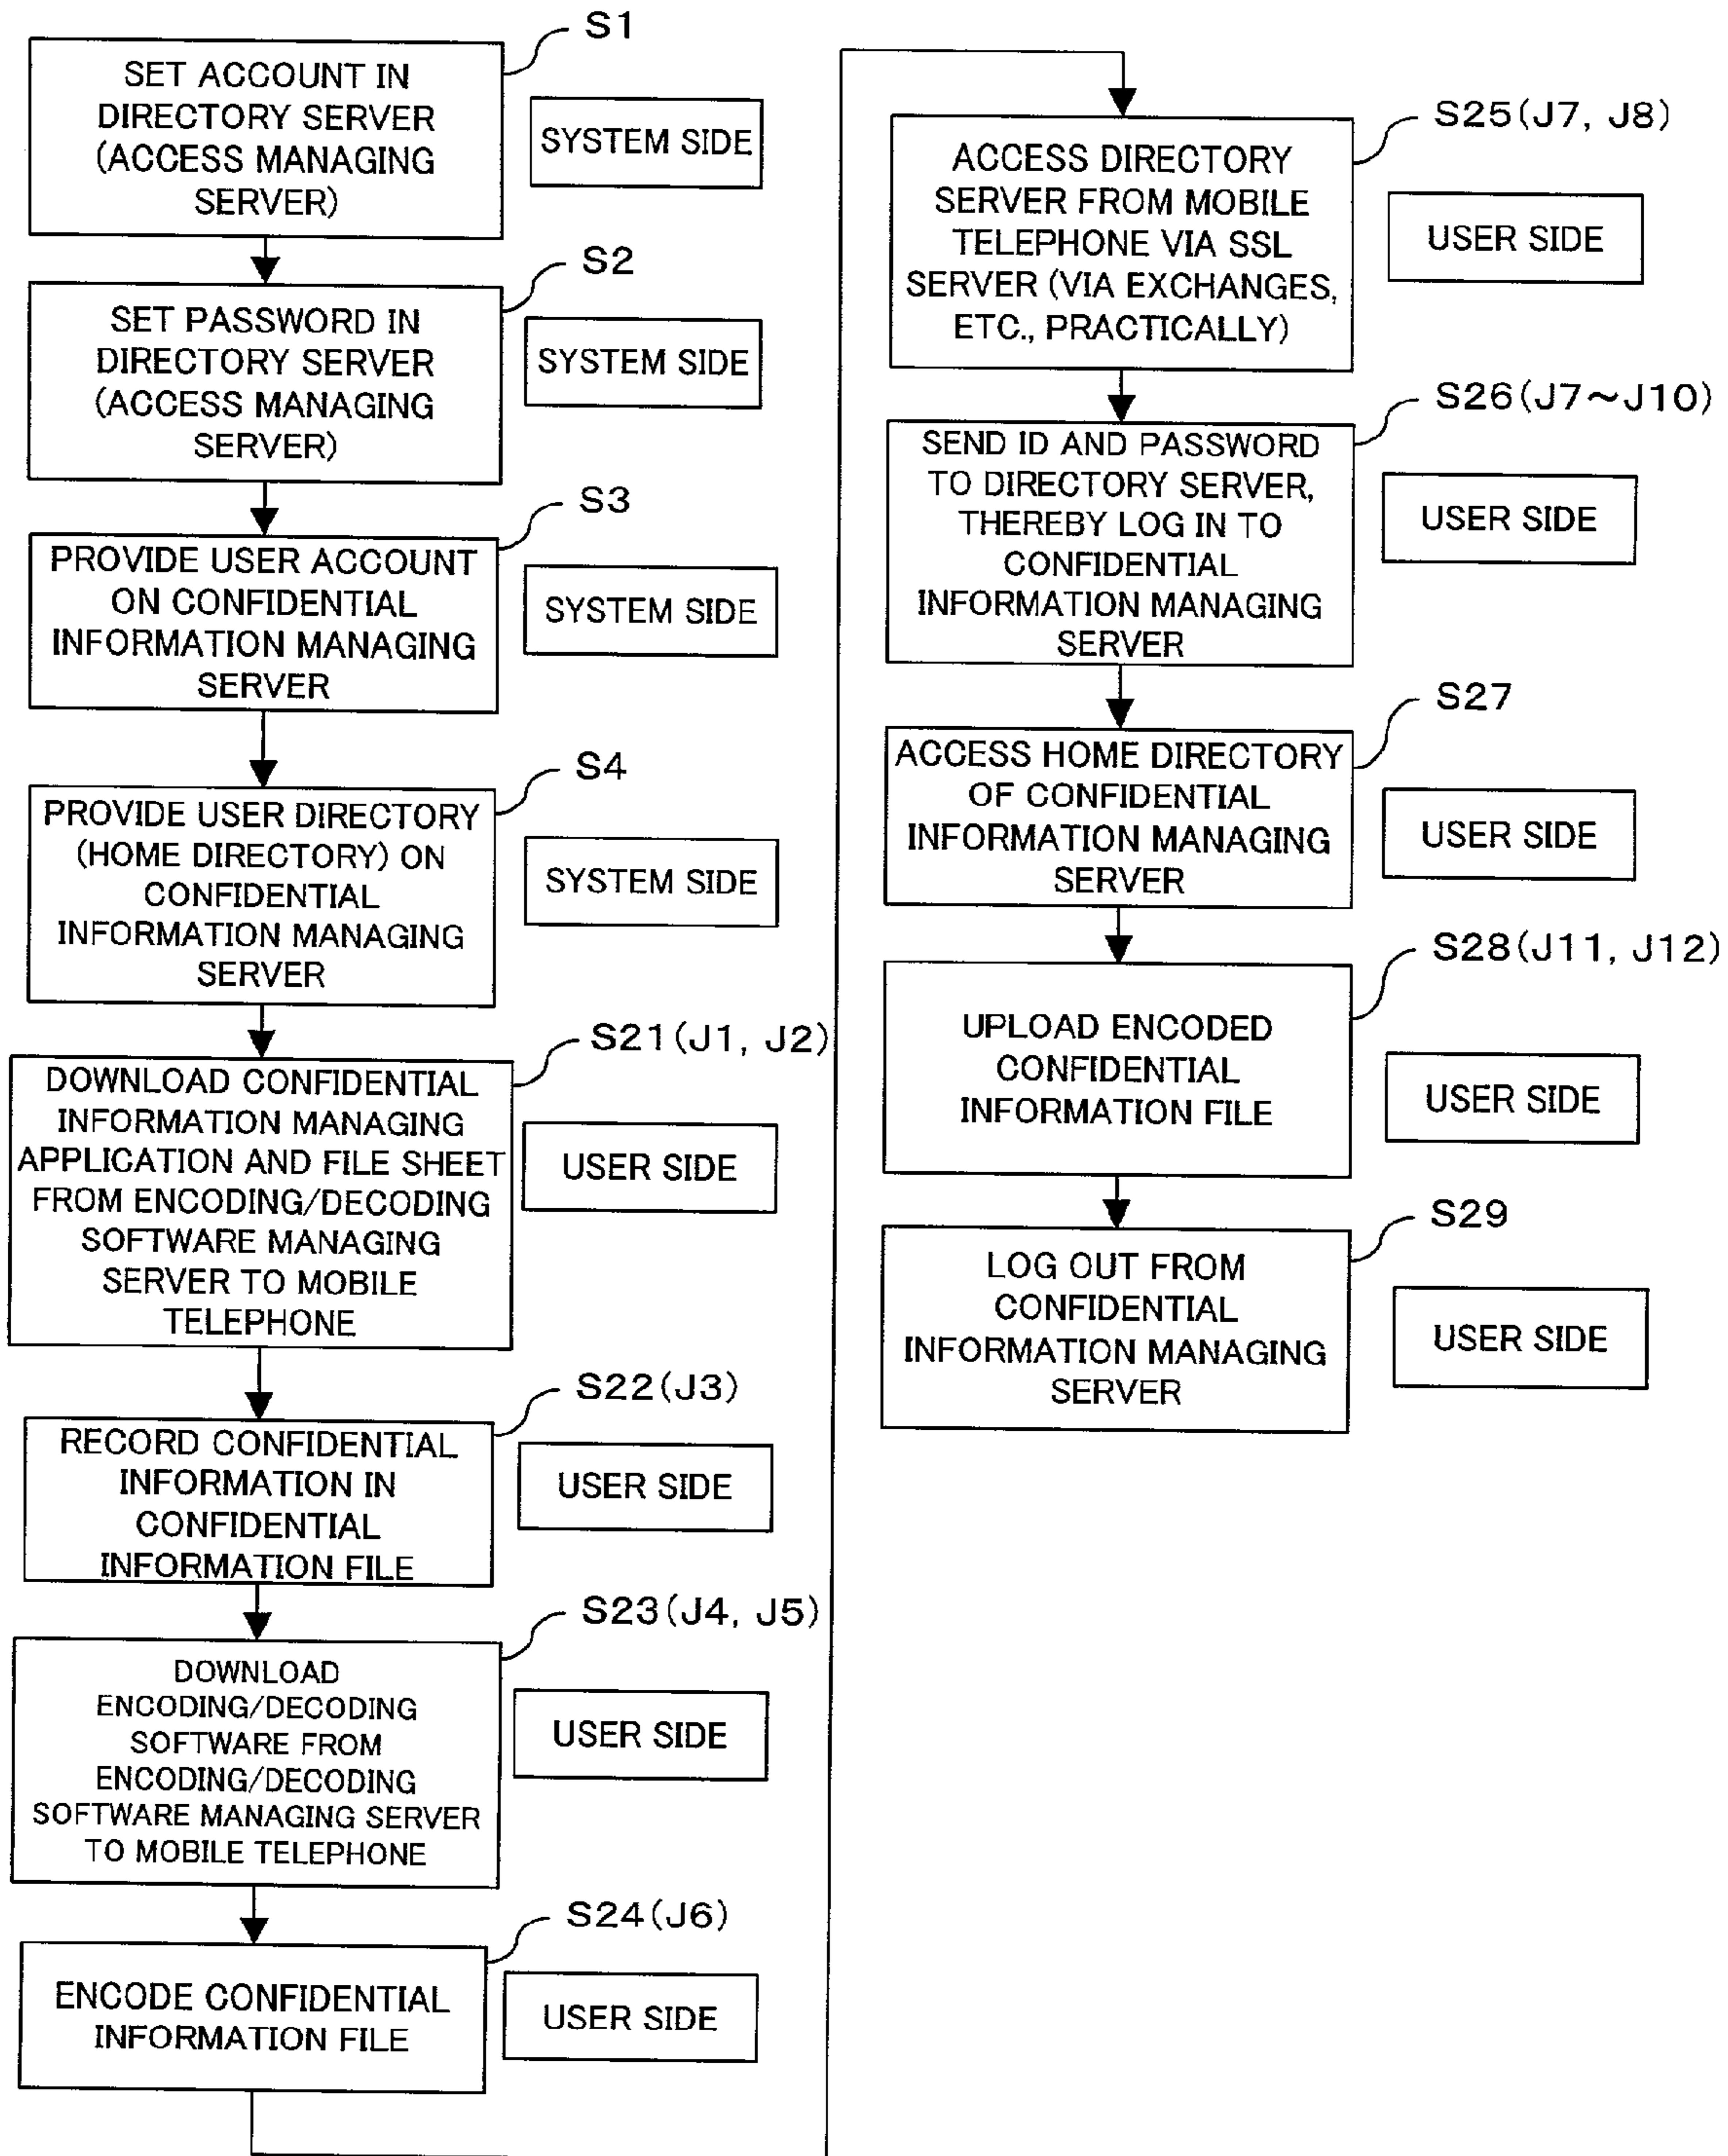 S1
SET ACCOUNT IN
DIRECTORY SERVER
(ACCESS MANAGING
SERVER)
SYSTEM SIDE
S2
SET PASSWORD IN
DIRECTORY SERVER
(ACCESS MANAGING
SERVER)
SYSTEM SIDE
S3
PROVIDE USER ACCOUNT
ON CONFIDENTIAL
INFORMATION MANAGING
SERVER
SYSTEM SIDE
S4
PROVIDE USER DIRECTORY
(HOME DIRECTORY) ON
CONFIDENTIAL
INFORMATION MANAGING
SERVER
SYSTEM SIDE
S21(J1, J2)
DOWNLOAD CONFIDENTIAL
INFORMATION MANAGING
APPLICATION AND FILE SHEET
FROM ENCODING/DECODING
SOFTWARE MANAGING
SERVER TO MOBILE
TELEPHONE
USER SIDE
S22(J3)
RECORD CONFIDENTIAL
INFORMATION IN
CONFIDENTIAL
INFORMATION FILE
USER SIDE
S23(J4, J5)
DOWNLOAD
ENCODING/DECODING
SOFTWARE FROM
ENCODING/DECODING
SOFTWARE MANAGING SERVER
TO MOBILE TELEPHONE
USER SIDE
S24(J6)
ENCODE CONFIDENTIAL
INFORMATION FILE
USER SIDE
S25(J7, J8)
ACCESS DIRECTORY
SERVER FROM MOBILE
TELEPHONE VIA SSL
SERVER (VIA EXCHANGES,
ETC., PRACTICALLY)
USER SIDE
S26(J7~J10)
SEND ID AND PASSWORD
TO DIRECTORY SERVER,
THEREBY LOG IN TO
CONFIDENTIAL
INFORMATION MANAGING
SERVER
USER SIDE
S27
ACCESS HOME DIRECTORY
OF CONFIDENTIAL
INFORMATION MANAGING
SERVER
USER SIDE
S28(J11, J12)
UPLOAD ENCODED
CONFIDENTIAL
INFORMATION FILE
USER SIDE
S29
LOG OUT FROM
CONFIDENTIAL
INFORMATION MANAGING
SERVER
USER SIDE